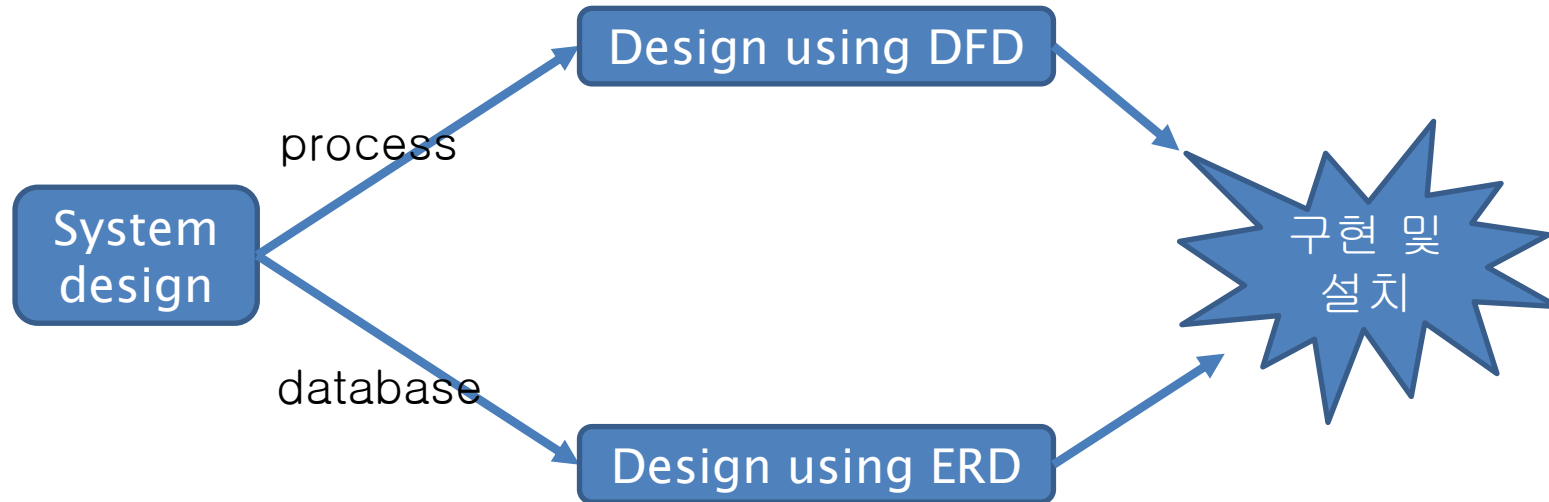 Design using DFD
process
System
design
구현 및
설치
database
Design using ERD